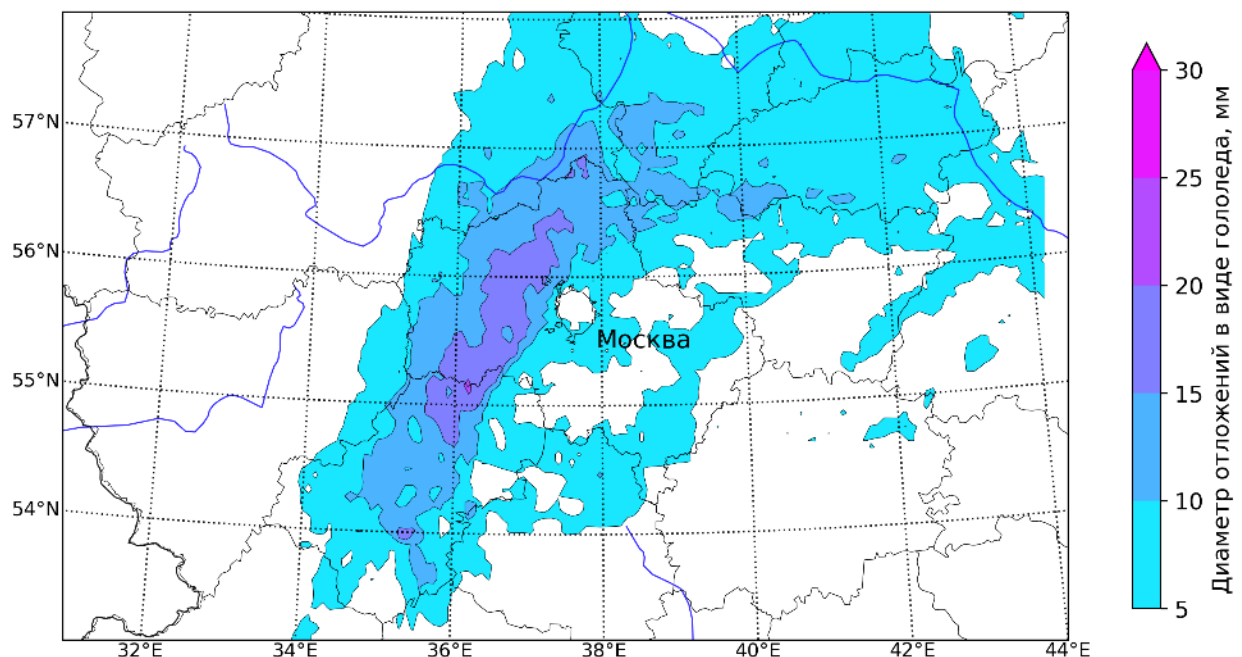 57°N
56°N
55°N
54°N
32°E
34°E
36°E
38°E
40°E
42°E
44°E
Москва
30
25
20
15
10
5
Диаметр отложений в виде гололеда, мм